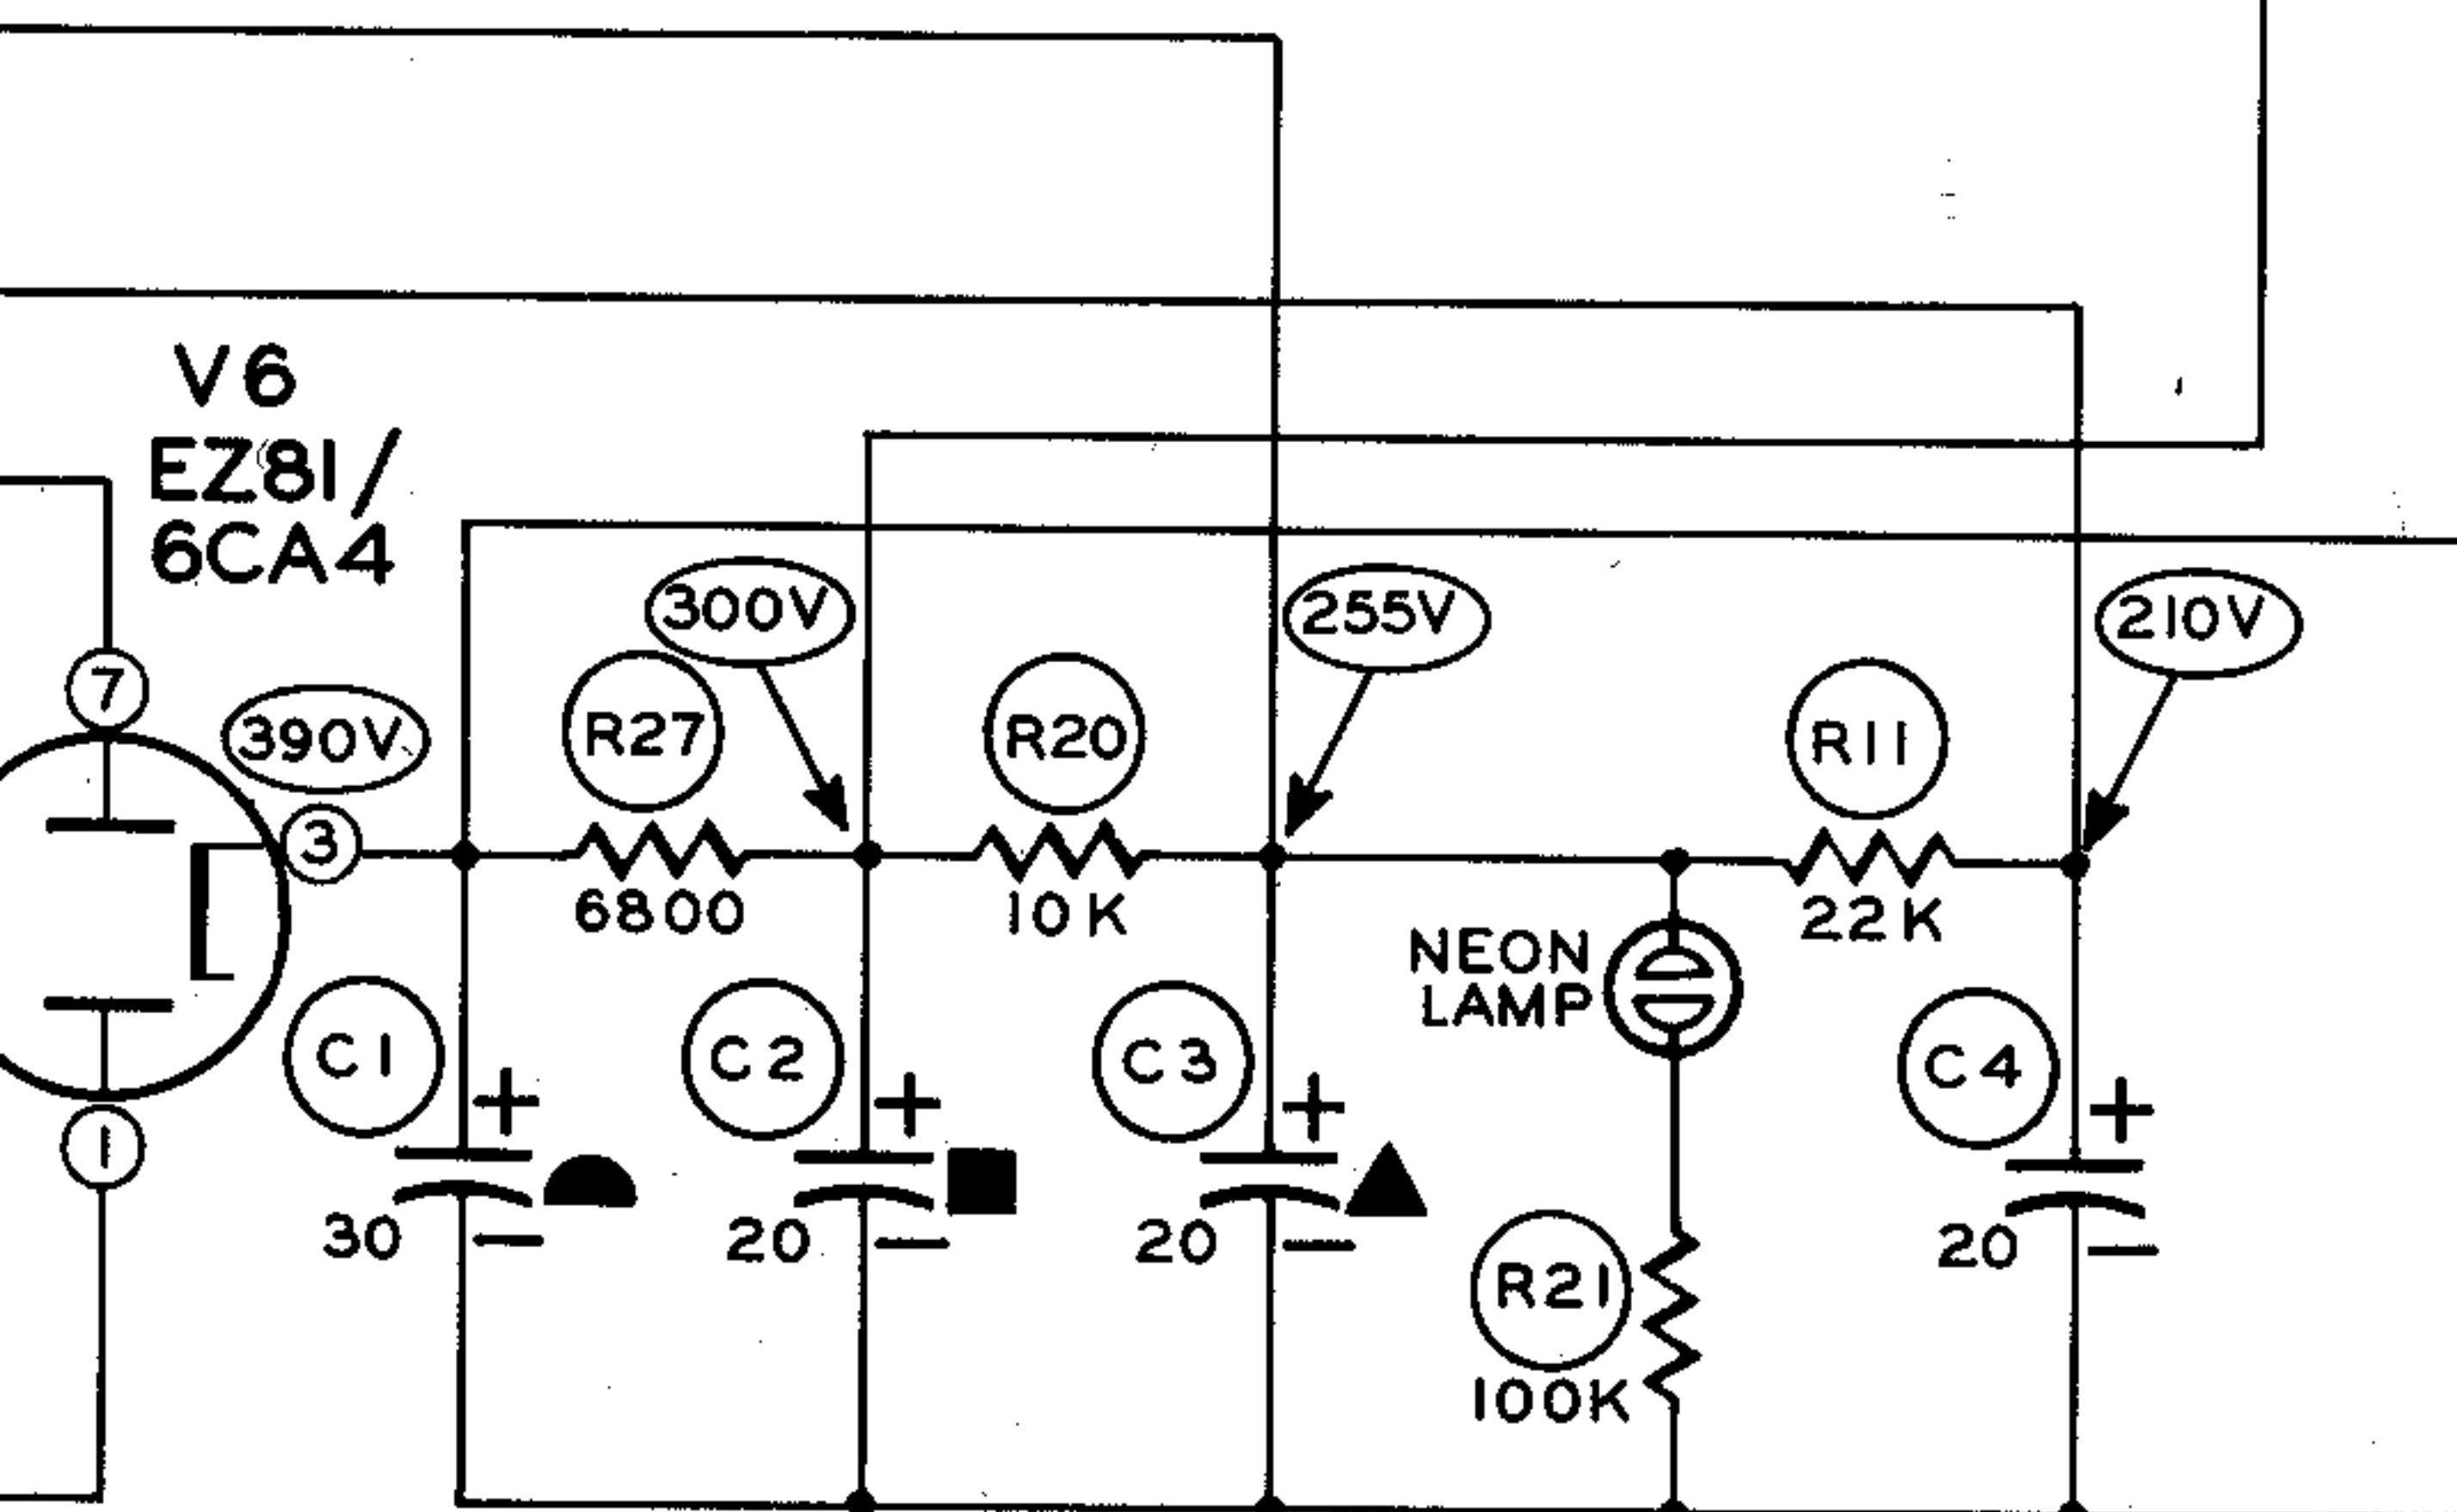 V6
EZ81/
6CA4
300V
255V
210V
7
390V
R27
R20
R11
3
6800
10K
22K
NEON
LAMP
C1
C2
C3
C4
+
+
+
+
1
30
20
20
20
−
−
−
−
R21
100K